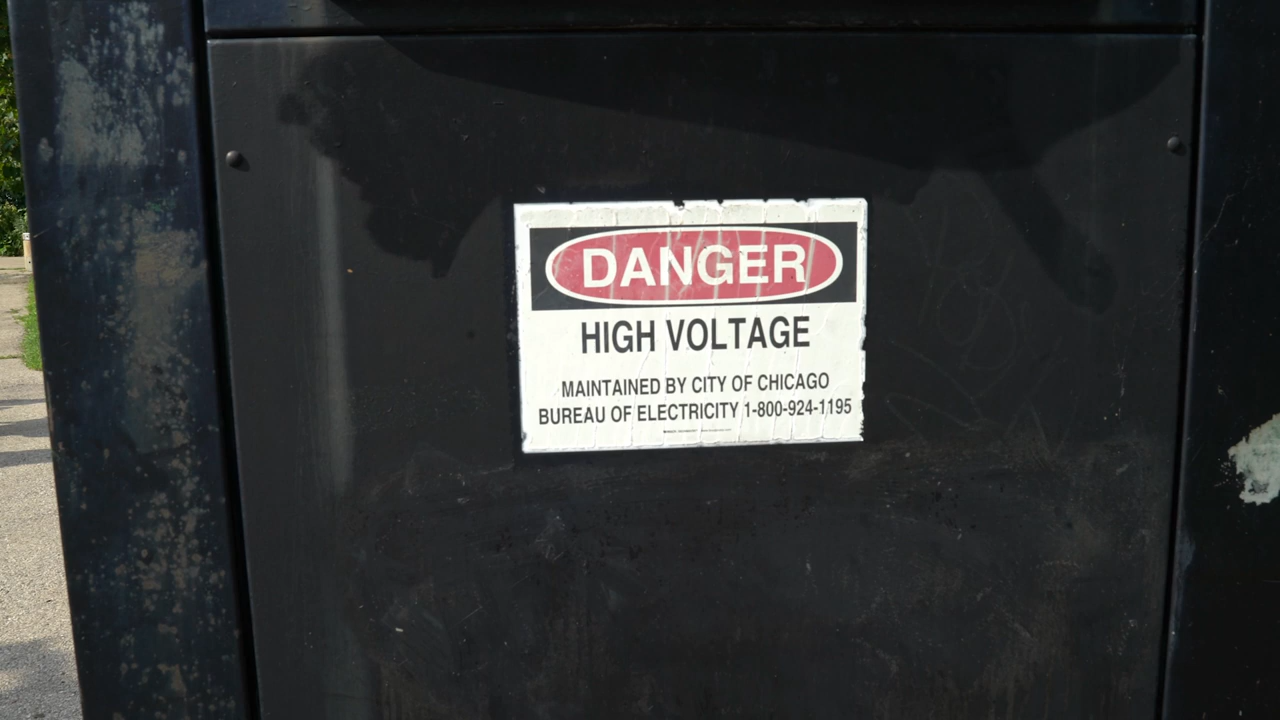 DANGER
HIGH VOLTAGE
MAINTAINED BY CITY OF CHICAGO
BUREAU OF ELECTRICITY 1-800-924-1195